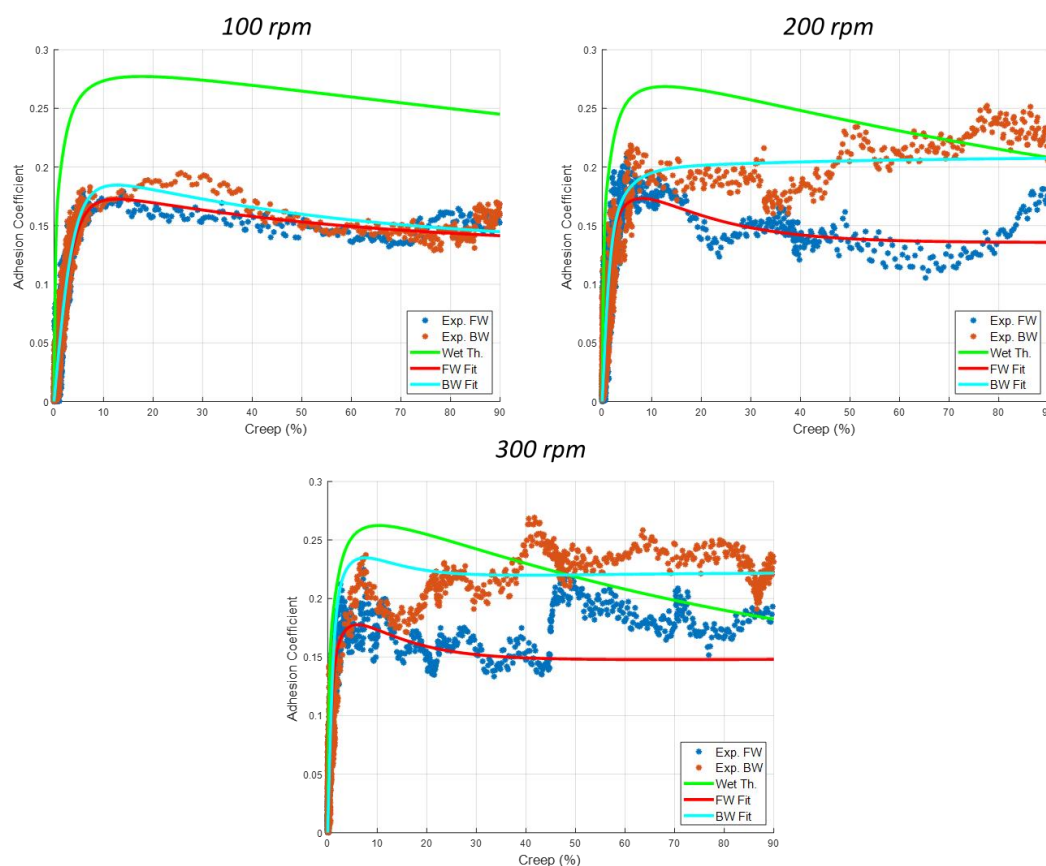 100 rpm
0.3
0.25
0.2
0.15
0.1
0.05
0
Adhesion Coefficient
Exp. FW
Exp. BW
Wet Th.
FW Fit
BW Fit
0 10 20 30 40 50 60 70 80 90
Creep (%)
200 rpm
0.3
0.25
0.2
0.15
0.1
0.05
0
Adhesion Coefficient
Exp. FW
Exp. BW
Wet Th.
FW Fit
BW Fit
0 10 20 30 40 50 60 70 80
Creep (%)
300 rpm
0.3
0.25
0.2
0.15
0.1
0.05
0
Adhesion Coefficient
Exp. FW
Exp. BW
Wet Th.
FW Fit
BW Fit
0 10 20 30 40 50 60 70 80 90
Creep (%)